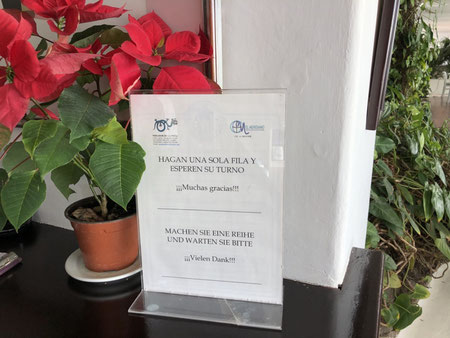 HAGAN UNA SOLA FILA Y
ESPEREN SU TURNO
¡¡¡Muchas gracias!!!
MACHEN SIE EINE REIHE
UND WARTEN SIE BITTE
¡¡¡Vielen Dank!!!